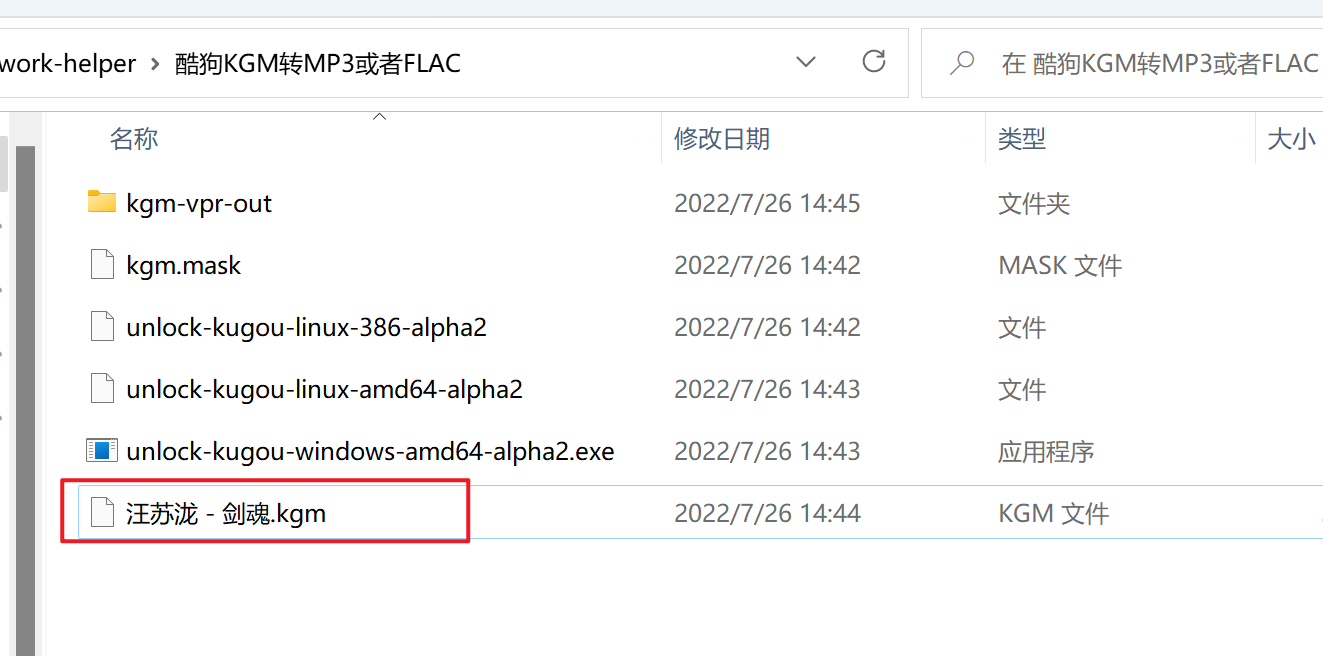 work-helper › 酷狗KGM转MP3或者FLAC 在 酷狗KGM转MP3或者FLAC
名称 修改日期 类型 大小
kgm-vpr-out 2022/7/26 14:45 文件夹
kgm.mask 2022/7/26 14:42 MASK 文件
unlock-kugou-linux-386-alpha2 2022/7/26 14:42 文件
unlock-kugou-linux-amd64-alpha2 2022/7/26 14:43 文件
unlock-kugou-windows-amd64-alpha2.exe 2022/7/26 14:43 应用程序
汪苏泷 - 剑魂.kgm 2022/7/26 14:44 KGM 文件